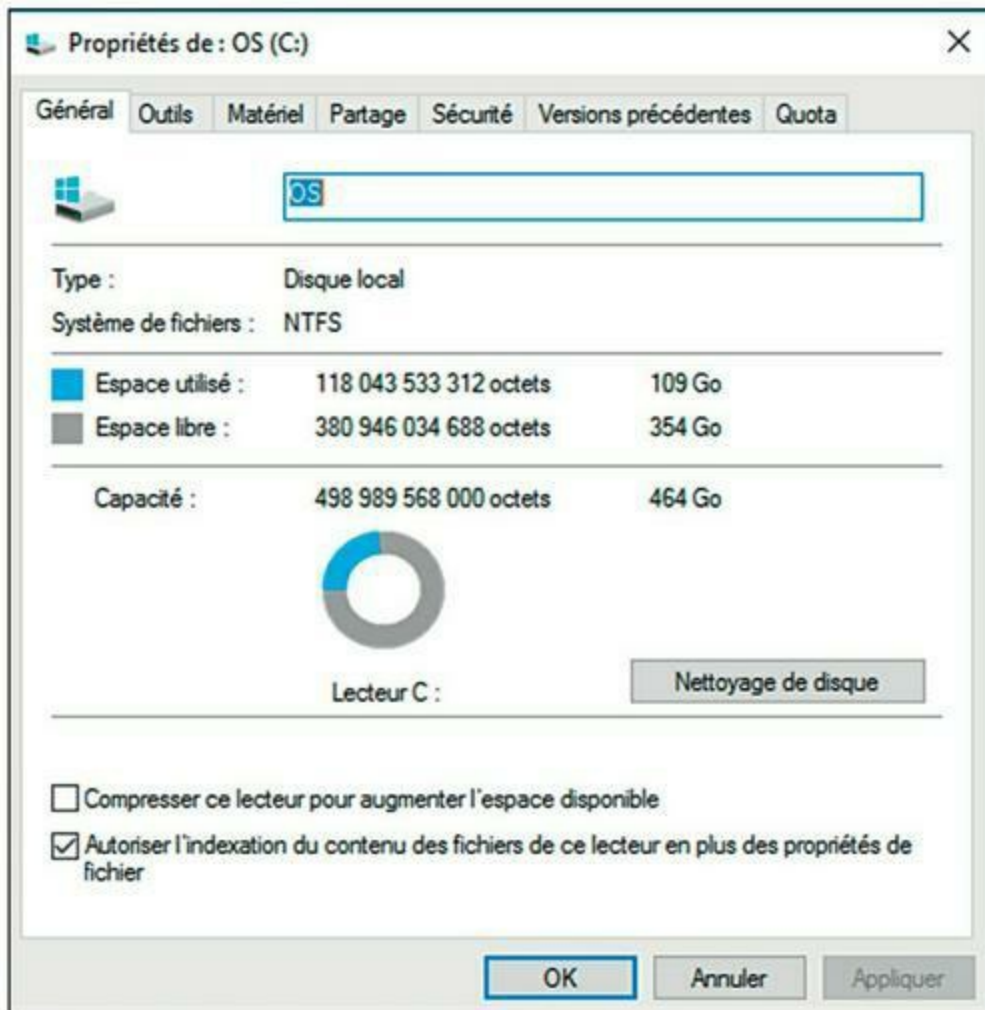 Propriétés de : OS (C:)
Général Outils Matériel Partage Sécurité Versions précédentes Quota
OS
Type : Disque local
Système de fichiers : NTFS
Espace utilisé : 118 043 533 312 octets 109 Go
Espace libre : 380 946 034 688 octets 354 Go
Capacité : 498 989 568 000 octets 464 Go
Lecteur C :
Nettoyage de disque
Compresser ce lecteur pour augmenter l'espace disponible
Autoriser l'indexation du contenu des fichiers de ce lecteur en plus des propriétés de
fichier
OK Annuler Appliquer